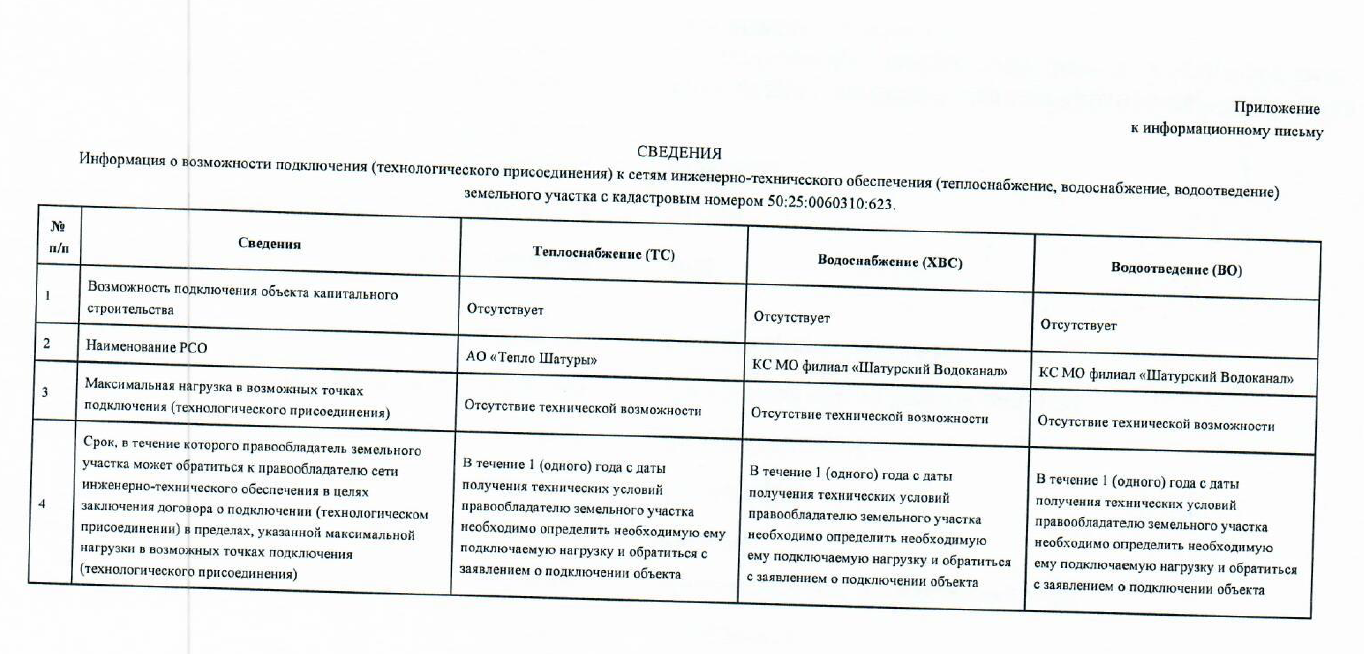 Приложение
к информационному письму
СВЕДЕНИЯ
Информация о возможности подключения (технологического присоединения) к сетям инженерно-технического обеспечения (теплоснабжение, водоснабжение, водоотведение)
земельного участка с кадастровым номером 50:25:0060310:623.
№
п/п
Сведения
Теплоснабжение (ТС)
Водоснабжение (ХВС)
Водоотведение (ВО)
1
Возможность подключения объекта капитального
строительства
Отсутствует
Отсутствует
Отсутствует
2
Наименование РСО
АО «Тепло Шатуры»
КС МО филиал «Шатурский Водоканал»
КС МО филиал «Шатурский Водоканал»
3
Максимальная нагрузка в возможных точках
подключения (технологического присоединения)
Отсутствие технической возможности
Отсутствие технической возможности
Отсутствие технической возможности
4
Срок, в течение которого правообладатель земельного
участка может обратиться к правообладателю сети
инженерно-технического обеспечения в целях
заключения договора о подключении (технологическом
присоединении) в пределах, указанной максимальной
нагрузки в возможных точках подключения
(технологического присоединения)
В течение 1 (одного) года с даты
получения технических условий
правообладателю земельного участка
необходимо определить необходимую ему
подключаемую нагрузку и обратиться с
заявлением о подключении объекта
В течение 1 (одного) года с даты
получения технических условий
правообладателю земельного участка
необходимо определить необходимую
ему подключаемую нагрузку и обратиться
с заявлением о подключении объекта
В течение 1 (одного) года с даты
получения технических условий
правообладателю земельного участка
необходимо определить необходимую
ему подключаемую нагрузку и обратиться
с заявлением о подключении объекта